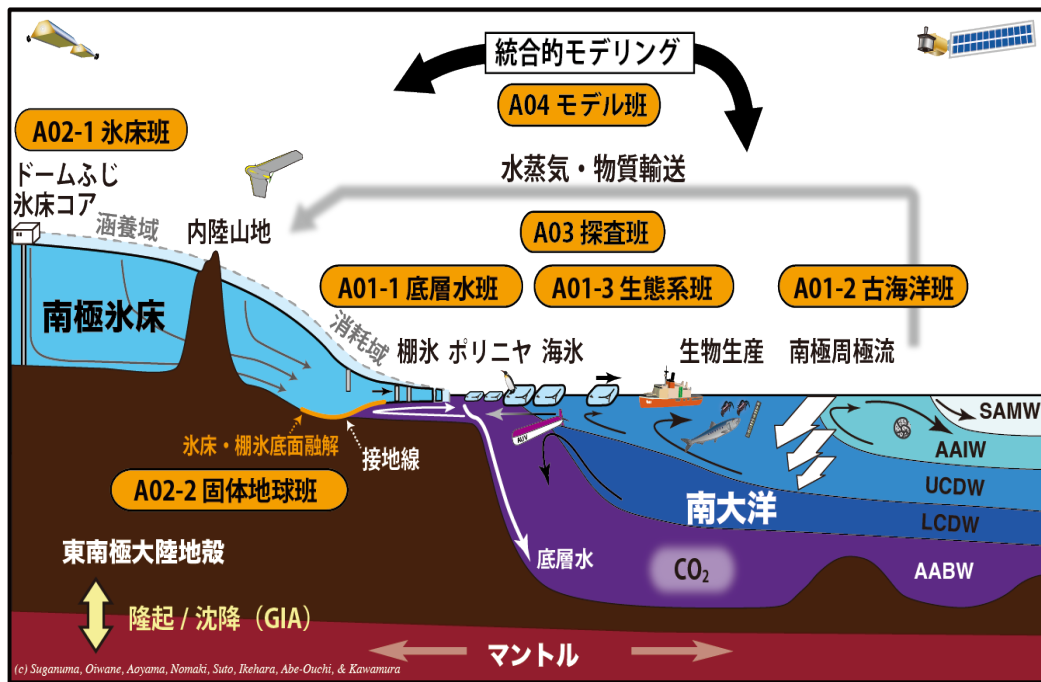 統合的モデリング
A04 モデル班
A02-1 氷床班
ドームふじ
氷床コア
水蒸気・物質輸送
涵養域
内陸山地
A03 探査班
A01-1 底層水班
A01-3 生態系班
A01-2 古海洋班
南極氷床
消耗域
棚氷
ポリニヤ
海氷
生物生産
南極周極流
SAMW
AUV
AAIW
氷床・棚氷底面融解
接地線
UCDW
A02-2 固体地球班
南大洋
LCDW
東南極大陸地殻
底層水
CO₂
AABW
隆起 / 沈降（GIA）
マントル
(c) Suganuma, Oiwane, Aoyama, Nomaki, Suto, Ikehara, Abe-Ouchi, & Kawamura